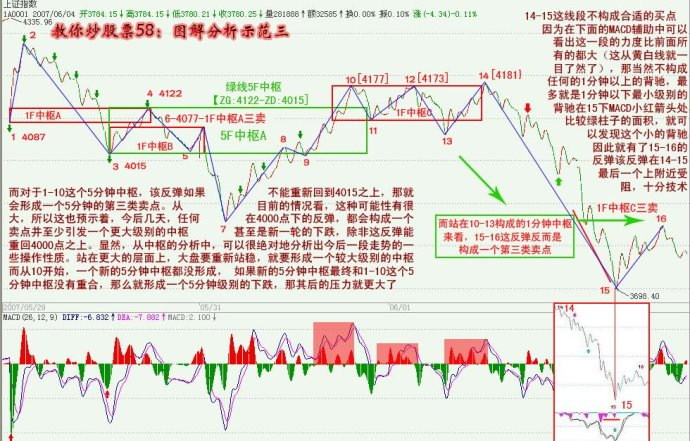 上证指数
1A0001 2007/06/04 开3784.15↓高3784.15↓低3780.21↓收3780.25↓量281888↑额32585↑换0.00% 振0.10% 涨(-4.34)-0.11%
4335.96
教你炒股票58：图解分析示范三
14-15这线段不构成合适的买点
因为在下面的MACD辅助中可以
看出这一段的力度比前面所
有的都大（这从黄白线就一
目了然了），那当然不构成
任何的1分钟以上的背驰，最
多就是1分钟以下最小级别的
背驰在15下MACD小红箭头处
比较绿柱子的面积，就可
以发现这个小的背驰
因此就有了15-16的
反弹该反弹在14-15
最后一个上附近受
阻，十分技术
绿线5F中枢
【ZG:4122-ZD:4015】
2
4 4122
1F中枢A
6-4077-1F中枢A三卖
1 4087
1F中枢B
5
5F中枢A
3 4015
7
8
9
10[4177]
12[4173]
14[4181]
11
1F中枢C
13
1F中枢C三卖
16
15
3698.40
而站在10-13构成的1分钟中枢
来看，15-16这反弹反而是
构成一个第三类卖点
而对于1-10这个5分钟中枢，该反弹如果 不能重新回到4015之上，那就
会形成一个5分钟的第三类卖点。从 目前的情况看，这种可能性有很
大，所以这也预示着，今后几天，任何 在4000点下的反弹，都会构成一个
卖点并至少引发一个更大级别的中枢 甚至是新一轮的下跌，除非这反弹能
重回4000点之上。显然，从中枢的分析中，可以很绝对地分析出今后一段走势的一
些操作性质。站在更大的层面上，大盘要重新站稳，就要形成一个较大级别的中枢
而从10开始，一个新的5分钟中枢都没形成， 如果新的5分钟中枢最终和1-10这个5
分钟中枢没有重合，那么就形成一个5分钟级别的下跌，那其后的压力就更大了
2007/05/29
05/31
06/01
MACD(26,12,9) DIFF-6.832↑ DEA-7.882↑ MACD2.100↓
14
15
15